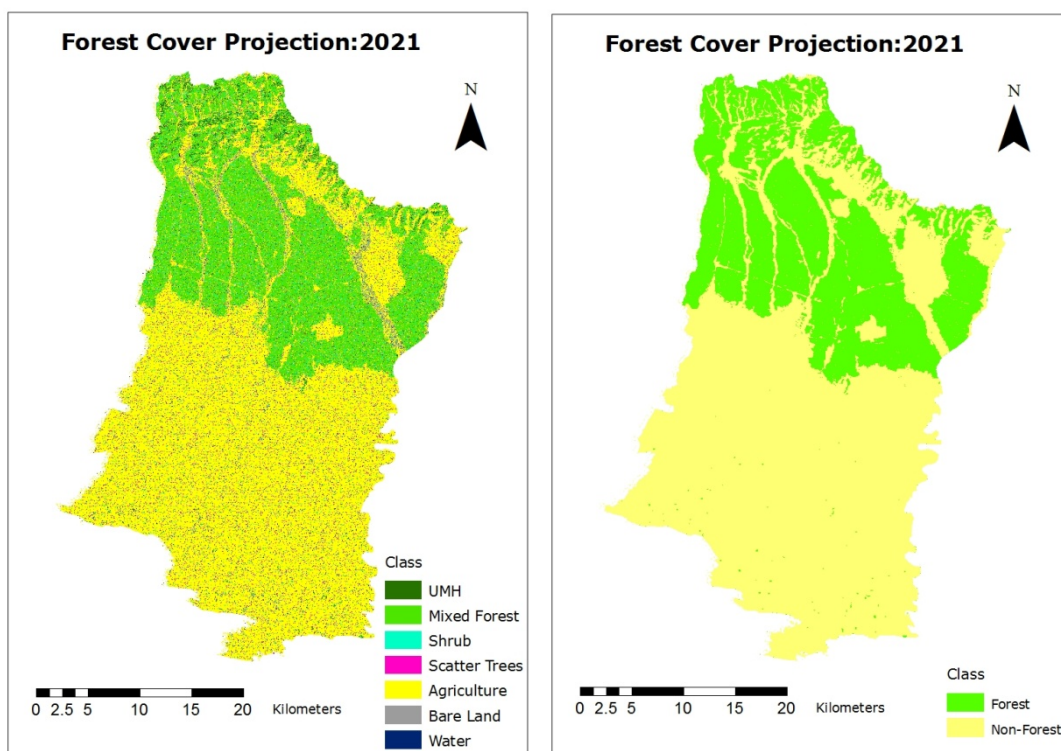 Forest Cover Projection:2021
N
Class
UMH
Mixed Forest
Shrub
Scatter Trees
Agriculture
Bare Land
Water
0 2.5 5 10 15 20 Kilometers
Forest Cover Projection:2021
N
Class
Forest
Non-Forest
0 2.5 5 10 15 20 Kilometers